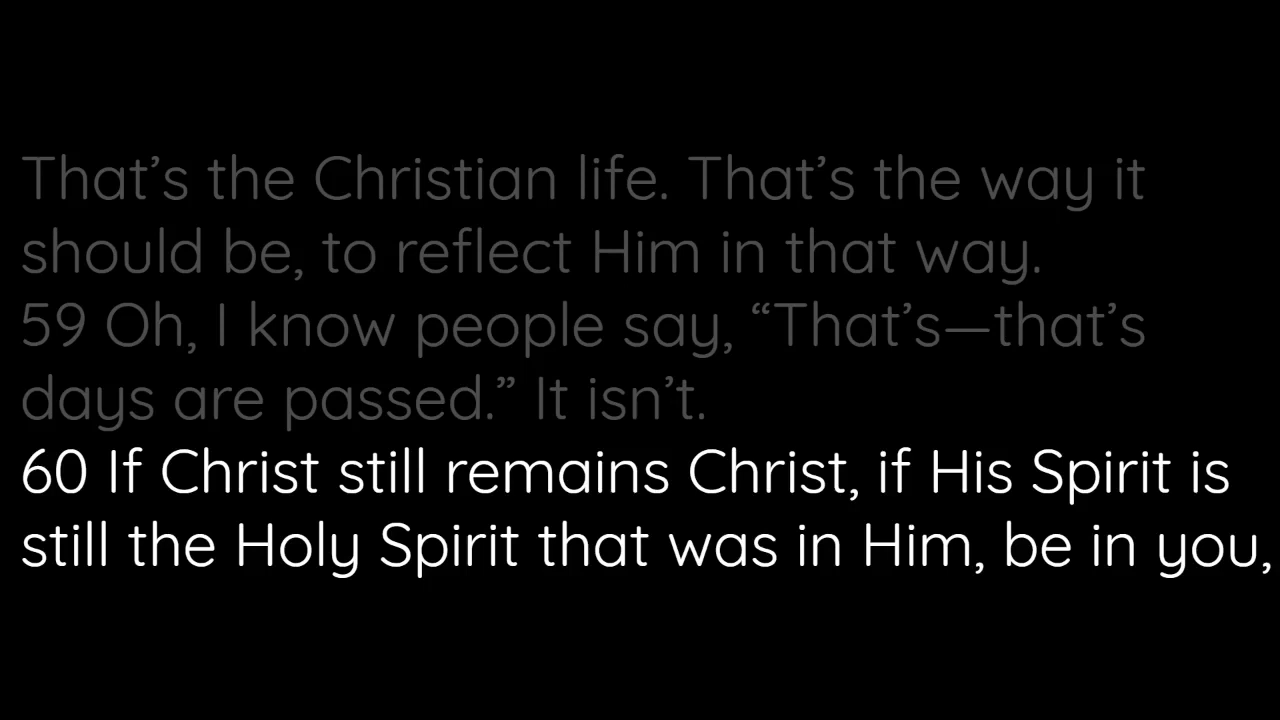 That’s the Christian life. That’s the way it
should be, to reflect Him in that way.
59 Oh, I know people say, “That’s—that’s
days are passed.” It isn’t.
60 If Christ still remains Christ, if His Spirit is
still the Holy Spirit that was in Him, be in you,